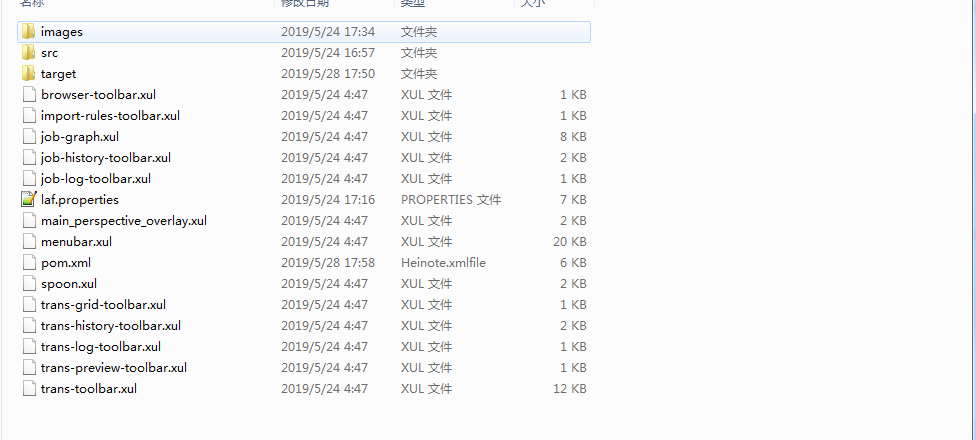 名称 修改日期 类型 大小
images 2019/5/24 17:34 文件夹
src 2019/5/24 16:57 文件夹
target 2019/5/28 17:50 文件夹
browser-toolbar.xul 2019/5/24 4:47 XUL 文件 1 KB
import-rules-toolbar.xul 2019/5/24 4:47 XUL 文件 1 KB
job-graph.xul 2019/5/24 4:47 XUL 文件 8 KB
job-history-toolbar.xul 2019/5/24 4:47 XUL 文件 2 KB
job-log-toolbar.xul 2019/5/24 4:47 XUL 文件 1 KB
laf.properties 2019/5/24 17:16 PROPERTIES 文件 7 KB
main_perspective_overlay.xul 2019/5/24 4:47 XUL 文件 2 KB
menubar.xul 2019/5/24 4:47 XUL 文件 20 KB
pom.xml 2019/5/28 17:58 Heinote.xmlfile 6 KB
spoon.xul 2019/5/24 4:47 XUL 文件 2 KB
trans-grid-toolbar.xul 2019/5/24 4:47 XUL 文件 1 KB
trans-history-toolbar.xul 2019/5/24 4:47 XUL 文件 2 KB
trans-log-toolbar.xul 2019/5/24 4:47 XUL 文件 1 KB
trans-preview-toolbar.xul 2019/5/24 4:47 XUL 文件 1 KB
trans-toolbar.xul 2019/5/24 4:47 XUL 文件 12 KB